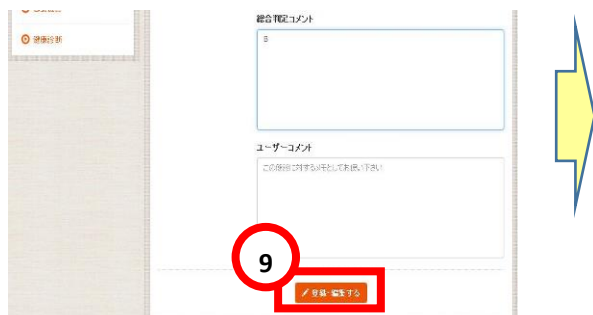 総合判定コメント
健康診断
B
ユーザーコメント
この健診に対するメモとしてお使い下さい
9
登録・編集する